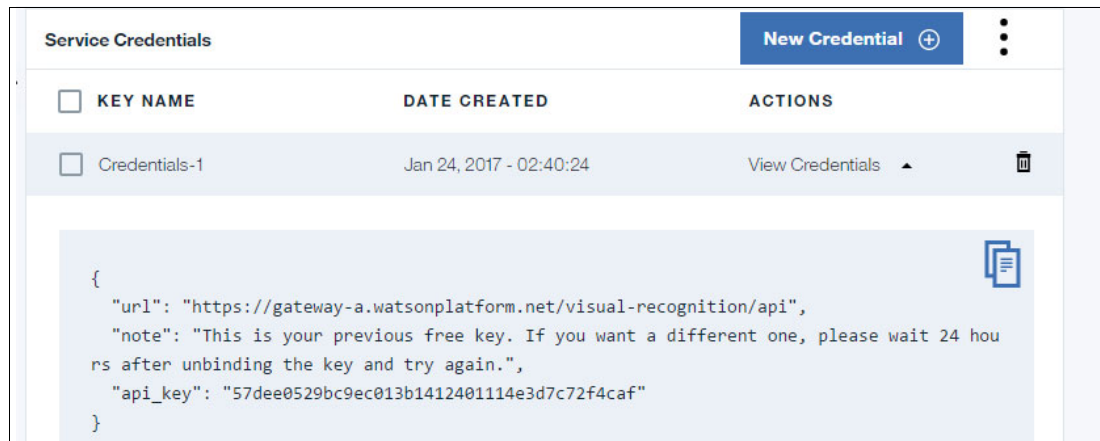 Service Credentials New Credential
KEY NAME DATE CREATED ACTIONS
Credentials-1 Jan 24, 2017 - 02:40:24 View Credentials
{
"url": "https://gateway-a.watsonplatform.net/visual-recognition/api",
"note": "This is your previous free key. If you want a different one, please wait 24 hou
rs after unbinding the key and try again.",
"api_key": "57dee0529bc9ec013b1412401114e3d7c72f4caf"
}